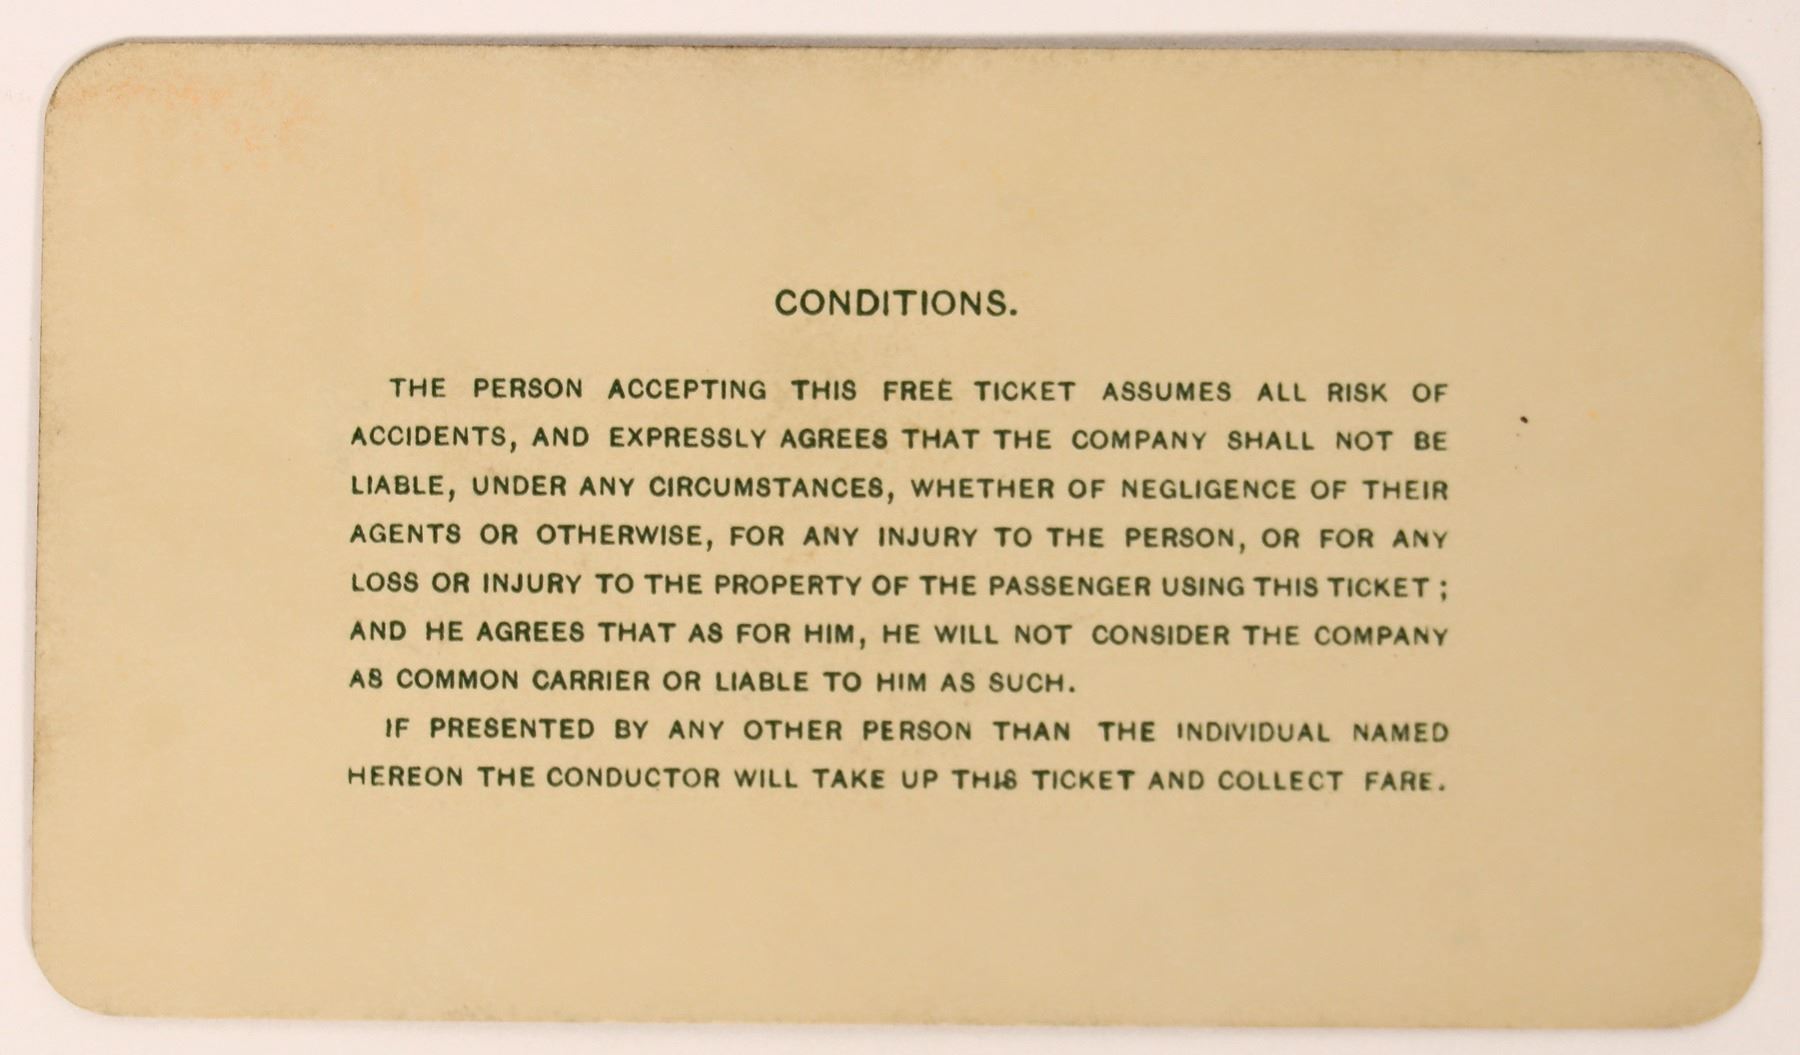 CONDITIONS.
THE PERSON ACCEPTING THIS FREE TICKET ASSUMES ALL RISK OF
ACCIDENTS, AND EXPRESSLY AGREES THAT THE COMPANY SHALL NOT BE
LIABLE, UNDER ANY CIRCUMSTANCES, WHETHER OF NEGLIGENCE OF THEIR
AGENTS OR OTHERWISE, FOR ANY INJURY TO THE PERSON, OR FOR ANY
LOSS OR INJURY TO THE PROPERTY OF THE PASSENGER USING THIS TICKET ;
AND HE AGREES THAT AS FOR HIM, HE WILL NOT CONSIDER THE COMPANY
AS COMMON CARRIER OR LIABLE TO HIM AS SUCH.
IF PRESENTED BY ANY OTHER PERSON THAN THE INDIVIDUAL NAMED
HEREON THE CONDUCTOR WILL TAKE UP THIS TICKET AND COLLECT FARE.